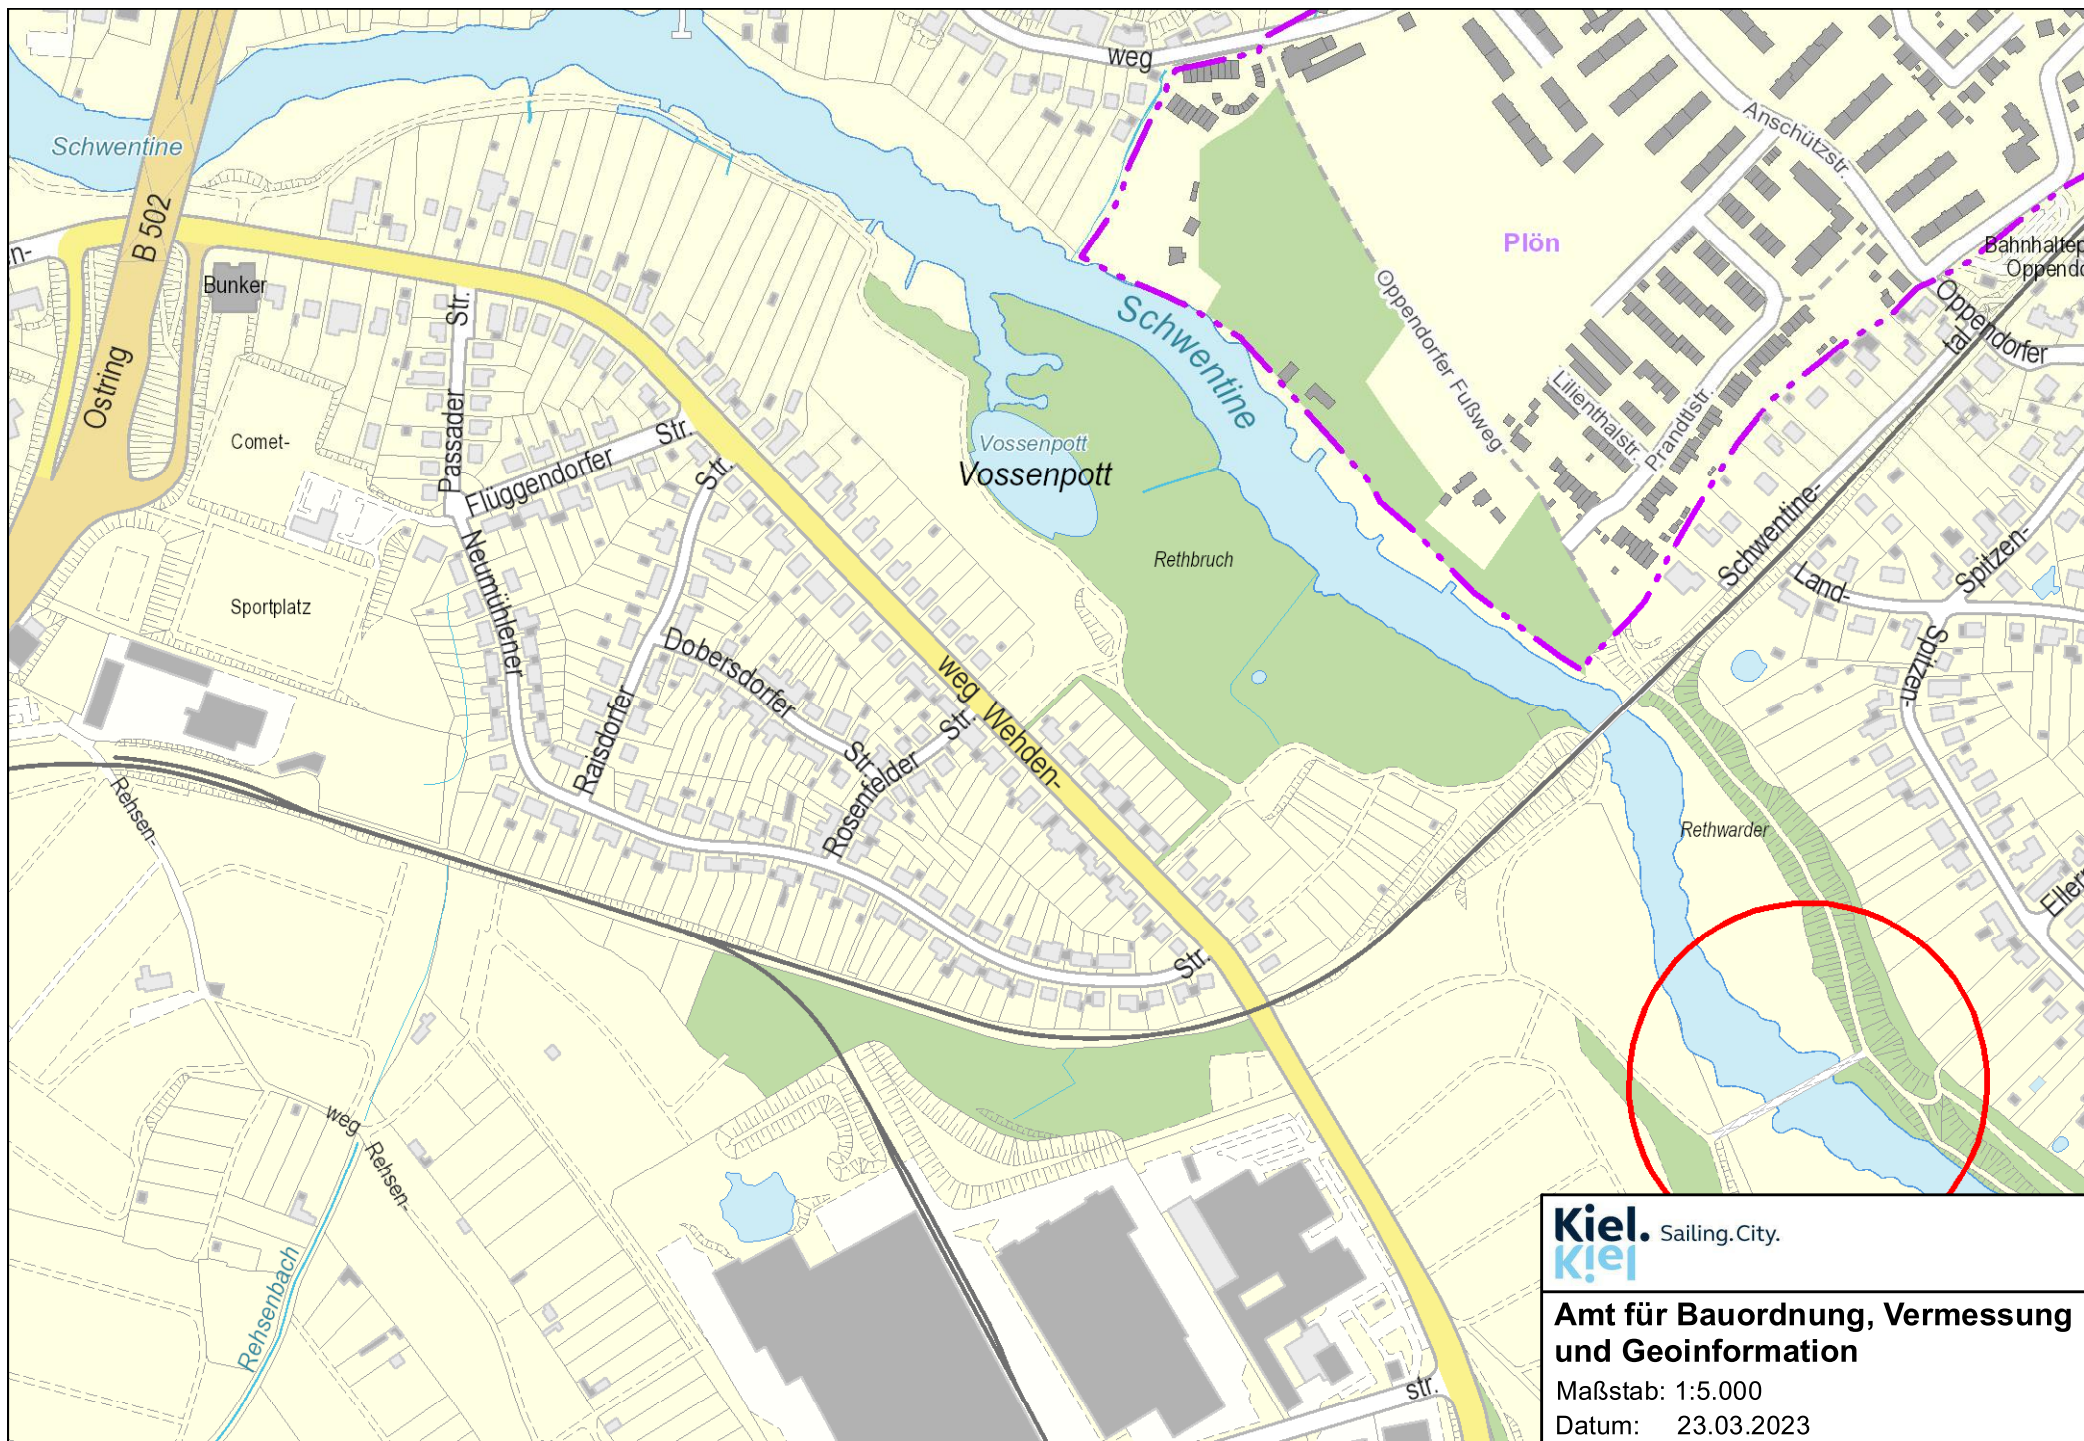 weg
Schwentine
B 502
Anschützstr.
Plön
Bahnhaltep
Oppendo
n-
Bunker
Passader Str.
Oppendorfer
Schwentine
Oppendorfer Fußweg
Ostring
Lilienthalstr.
Prandtlstr.
Comet-
Flüggendorfer Str.
Str.
Vossenpott
Vossenpott
Schwentine-
tal
Spitzen-
Land-
Rethbruch
Neumühlener
Sportplatz
Dobersdorfer
Str.
Raisdorfer
weg Wehden-
Str.
Rosenfelder
Spitzen-
Rehsen-
Rethwarder
Eller
Str.
weg
Rehsen-
Rehsenbach
str.
Kiel. Sailing.City.
Kiel
Amt für Bauordnung, Vermessung
und Geoinformation
Maßstab: 1:5.000
Datum: 23.03.2023